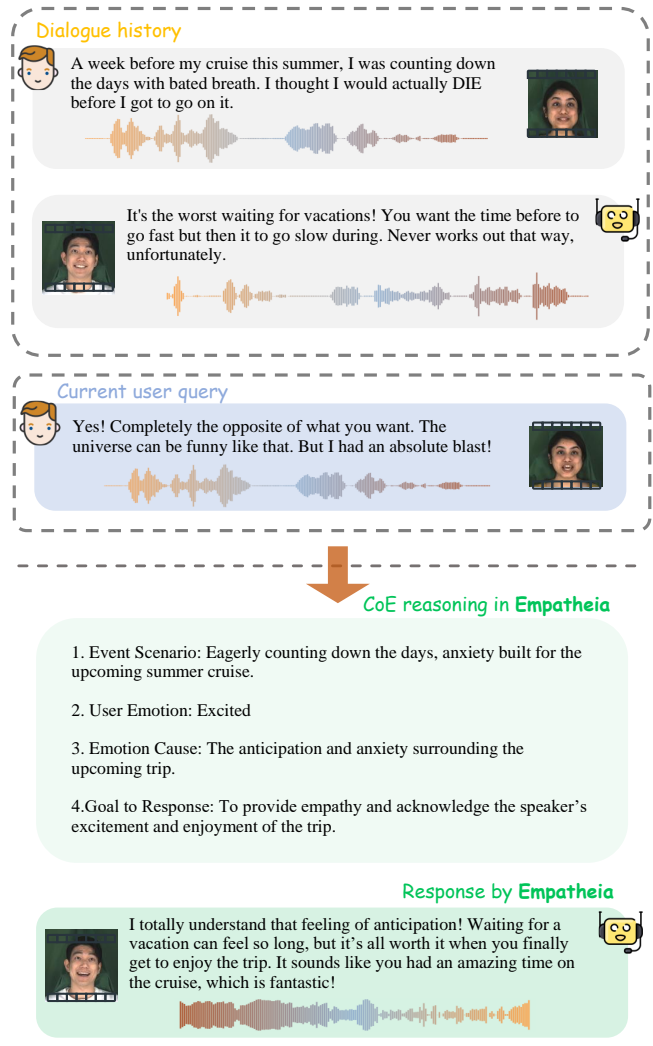 Dialogue history
A week before my cruise this summer, I was counting down
the days with bated breath. I thought I would actually DIE
before I got to go on it.
It's the worst waiting for vacations! You want the time before to
go fast but then it to go slow during. Never works out that way,
unfortunately.
Current user query
Yes! Completely the opposite of what you want. The
universe can be funny like that. But I had an absolute blast!
CoE reasoning in Empatheia
1. Event Scenario: Eagerly counting down the days, anxiety built for the
upcoming summer cruise.
2. User Emotion: Excited
3. Emotion Cause: The anticipation and anxiety surrounding the
upcoming trip.
4.Goal to Response: To provide empathy and acknowledge the speaker’s
excitement and enjoyment of the trip.
Response by Empatheia
I totally understand that feeling of anticipation! Waiting for a
vacation can feel so long, but it’s all worth it when you finally
get to enjoy the trip. It sounds like you had an amazing time on
the cruise, which is fantastic!